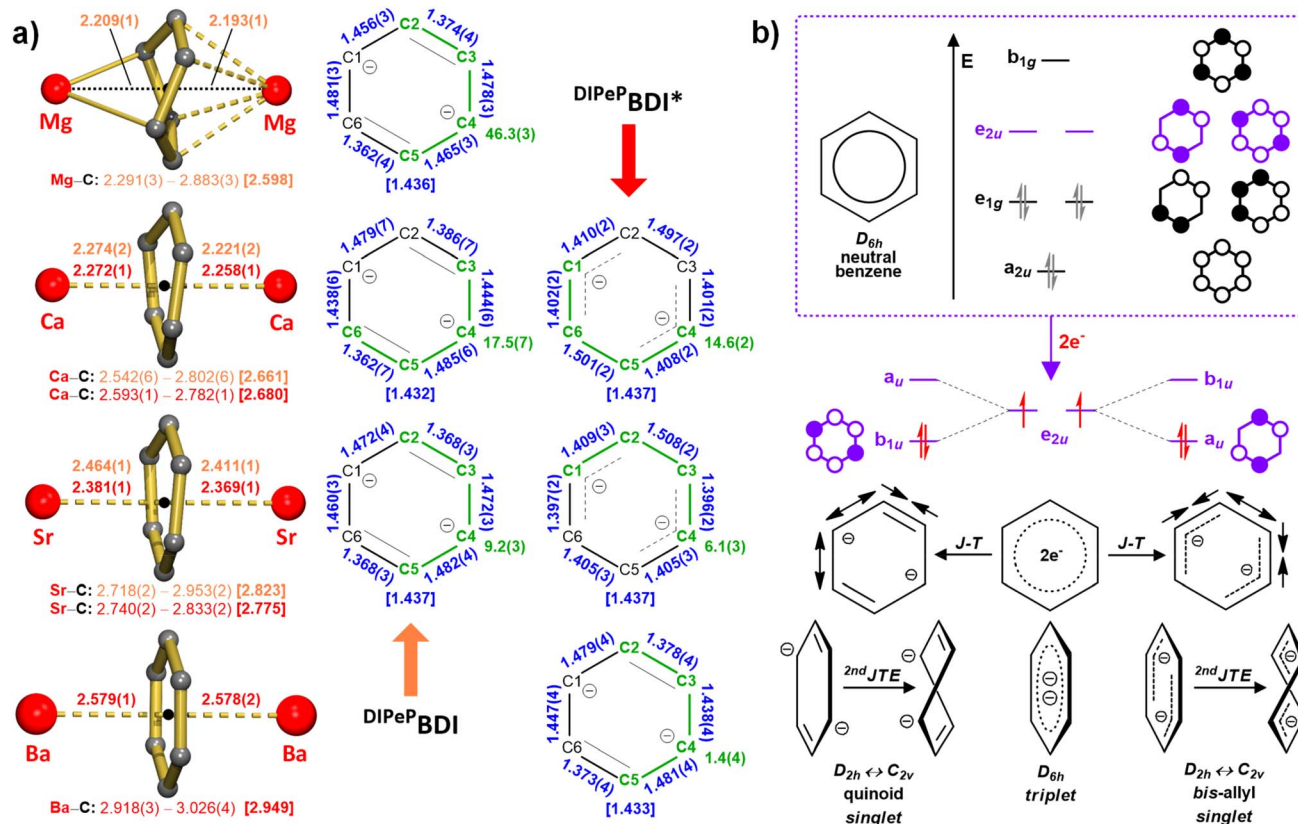 a)
2.209(1) 2.193(1)
Mg Mg
Mg–C: 2.291(3) – 2.883(3) [2.598]
1.456(3) C2 1.374(4)
C1 ⊖ C3
1.481(3) 1.478(3)
C6 ⊖ C4 46.3(3)
1.362(4) C5 1.465(3)
[1.436]
DIPePBDI*
2.274(2) 2.221(2)
2.272(1) 2.258(1)
Ca Ca
Ca–C: 2.542(6) – 2.802(6) [2.661]
Ca–C: 2.593(1) – 2.782(1) [2.680]
1.479(7) C2 1.386(7)
C1 ⊖ C3
1.438(6) 1.444(6)
C6 ⊖ C4 17.5(7)
1.362(7) C5 1.485(6)
[1.432]
1.410(2) C2 1.497(2)
C1 ⊖ C3
1.402(2) 1.401(2)
C6 ⊖ C4 14.6(2)
1.501(2) C5 1.408(2)
[1.437]
2.464(1) 2.411(1)
2.381(1) 2.369(1)
Sr Sr
Sr–C: 2.718(2) – 2.953(2) [2.823]
Sr–C: 2.740(2) – 2.833(2) [2.775]
1.472(4) C2 1.368(3)
C1 ⊖ C3
1.460(3) 1.472(3)
C6 ⊖ C4 9.2(3)
1.368(3) C5 1.482(4)
[1.437]
1.409(3) C2 1.508(2)
C1 ⊖ C3
1.397(2) 1.396(2)
C6 ⊖ C4 6.1(3)
1.405(3) C5 1.405(3)
[1.437]
DIPePBDI
2.579(1) 2.578(2)
Ba Ba
Ba–C: 2.918(3) – 3.026(4) [2.949]
1.479(4) C2 1.378(4)
C1 ⊖ C3
1.447(4) 1.438(4)
C6 ⊖ C4 1.4(4)
1.373(4) C5 1.481(4)
[1.433]
b)
E
b1g
e2u
e1g
a2u
D6h
neutral
benzene
2e-
au b1u
b1u e2u au
⊖ ⊖ J-T 2e- J-T ⊖ ⊖
⊖ ⊖ 2nd JTE ⊖ ⊖
⊖ ⊖
⊖ ⊖ 2nd JTE ⊖ ⊖
D2h ↔ C2v
quinoid
singlet
D6h
triplet
D2h ↔ C2v
bis-allyl
singlet